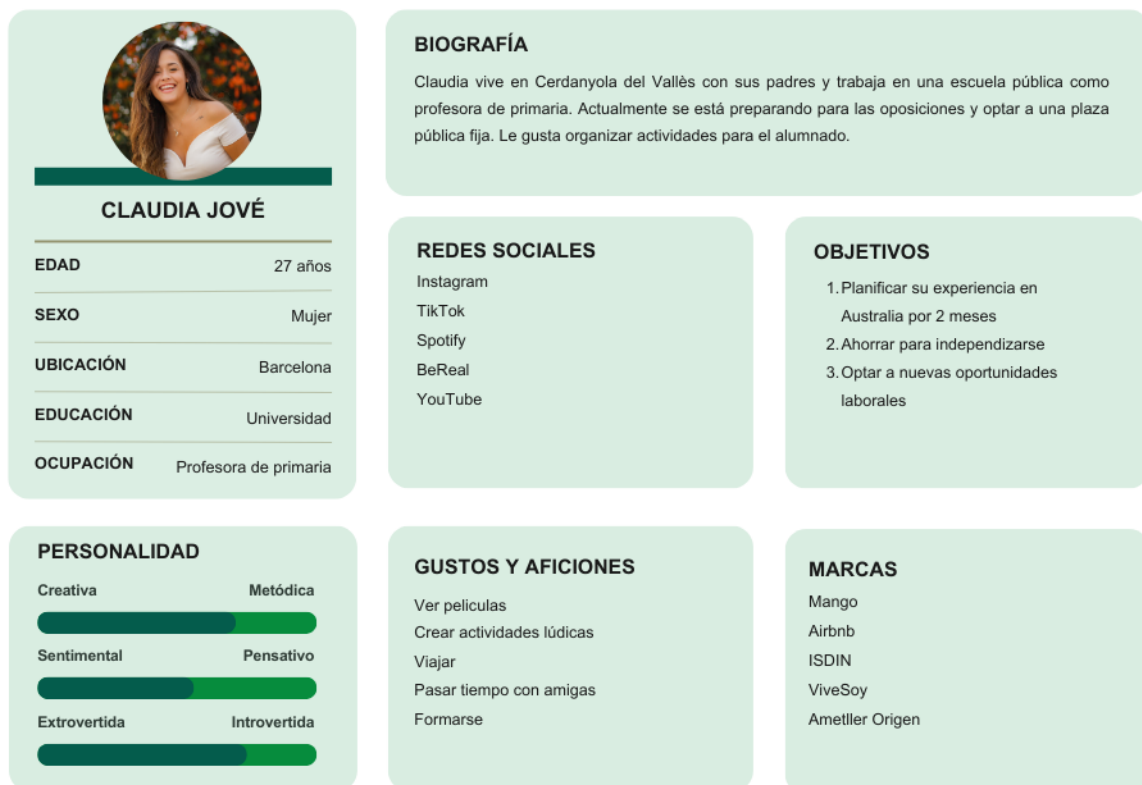 CLAUDIA JOVÉ
EDAD 27 años
SEXO Mujer
UBICACIÓN Barcelona
EDUCACIÓN Universidad
OCUPACIÓN Profesora de primaria
BIOGRAFÍA
Claudia vive en Cerdanyola del Vallès con sus padres y trabaja en una escuela pública como
profesora de primaria. Actualmente se está preparando para las oposiciones y optar a una plaza
pública fija. Le gusta organizar actividades para el alumnado.
REDES SOCIALES
Instagram
TikTok
Spotify
BeReal
YouTube
OBJETIVOS
1. Planificar su experiencia en
Australia por 2 meses
2. Ahorrar para independizarse
3. Optar a nuevas oportunidades
laborales
PERSONALIDAD
Creativa Metódica
Sentimental Pensativo
Extrovertida Introvertida
GUSTOS Y AFICIONES
Ver peliculas
Crear actividades lúdicas
Viajar
Pasar tiempo con amigas
Formarse
MARCAS
Mango
Airbnb
ISDIN
ViveSoy
Ametller Origen